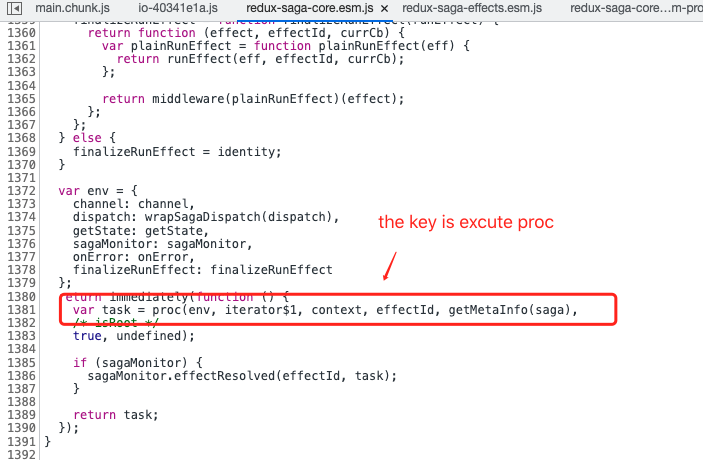 main.chunk.js io-40341e1a.js redux-saga-core.esm.js × redux-saga-effects.esm.js redux-saga-core....m-pro
1360 return function (effect, effectId, currCb) {
1361 var plainRunEffect = function plainRunEffect(eff) {
1362 return runEffect(eff, effectId, currCb);
1363 };
1364
1365 return middleware(plainRunEffect)(effect);
1366 };
1367 };
1368 } else {
1369 finalizeRunEffect = identity;
1370 }
1371
1372 var env = {
1373 channel: channel,
1374 dispatch: wrapSagaDispatch(dispatch),
1375 getState: getState,
1376 sagaMonitor: sagaMonitor,
1377 onError: onError,
1378 finalizeRunEffect: finalizeRunEffect
1379 };
the key is excute proc
1380 eturn immediately(function () {
1381 var task = proc(env, iterator$1, context, effectId, getMetaInfo(saga),
1382 /* isRoot */
1383 true, undefined);
1384
1385 if (sagaMonitor) {
1386 sagaMonitor.effectResolved(effectId, task);
1387 }
1388
1389 return task;
1390 });
1391 }